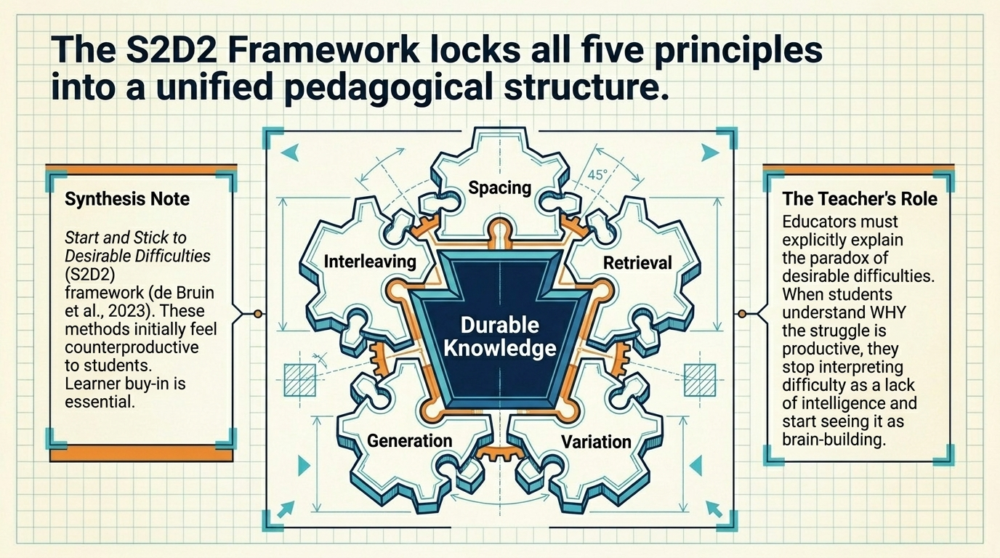 The S2D2 Framework locks all five principles
into a unified pedagogical structure.
Synthesis Note
Start and Stick to
Desirable Difficulties
(S2D2)
framework (de Bruin
et al., 2023). These
methods initially feel
counterproductive
to students.
Learner buy-in is
essential.
Spacing
45°
Interleaving
Retrieval
Durable
Knowledge
Generation
Variation
The Teacher's Role
Educators must
explicitly explain
the paradox of
desirable difficulties.
When students
understand WHY
the struggle is
productive, they
stop interpreting
difficulty as a lack
of intelligence and
start seeing it as
brain-building.